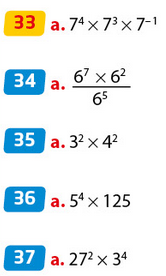 33 a. 7⁴ × 7³ × 7⁻¹
34 a. 6⁷ × 6² / 6⁵
35 a. 3² × 4²
36 a. 5⁴ × 125
37 a. 27² × 3⁴